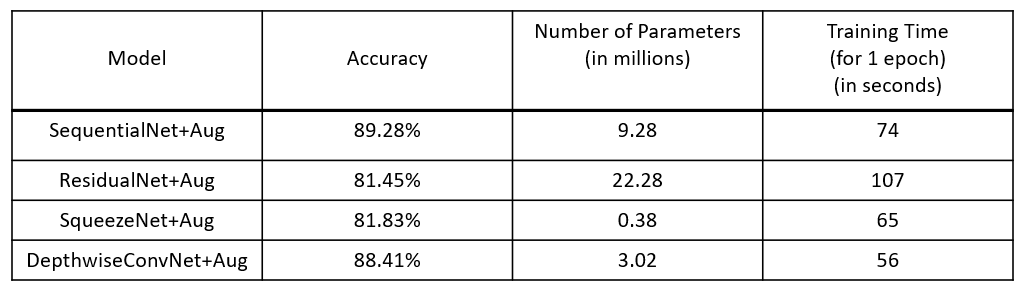 Model
Accuracy
Number of Parameters
(in millions)
Training Time
(for 1 epoch)
(in seconds)
SequentialNet+Aug 89.28% 9.28 74
ResidualNet+Aug 81.45% 22.28 107
SqueezeNet+Aug 81.83% 0.38 65
DepthwiseConvNet+Aug 88.41% 3.02 56